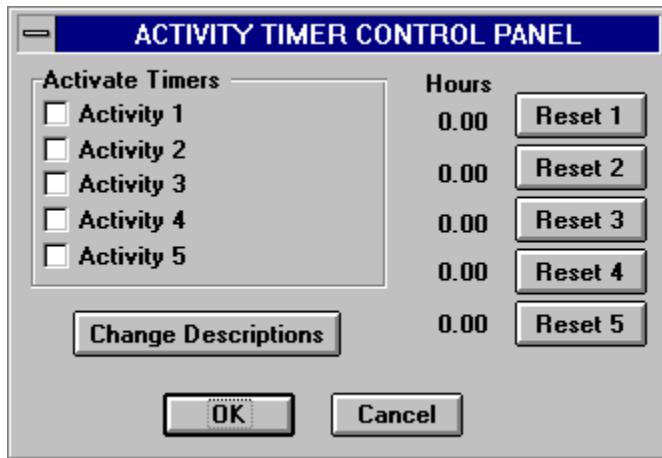 ACTIVITY TIMER CONTROL PANEL
Activate Timers
Activity 1
Activity 2
Activity 3
Activity 4
Activity 5
Hours
0.00 Reset 1
0.00 Reset 2
0.00 Reset 3
0.00 Reset 4
0.00 Reset 5
Change Descriptions
OK Cancel